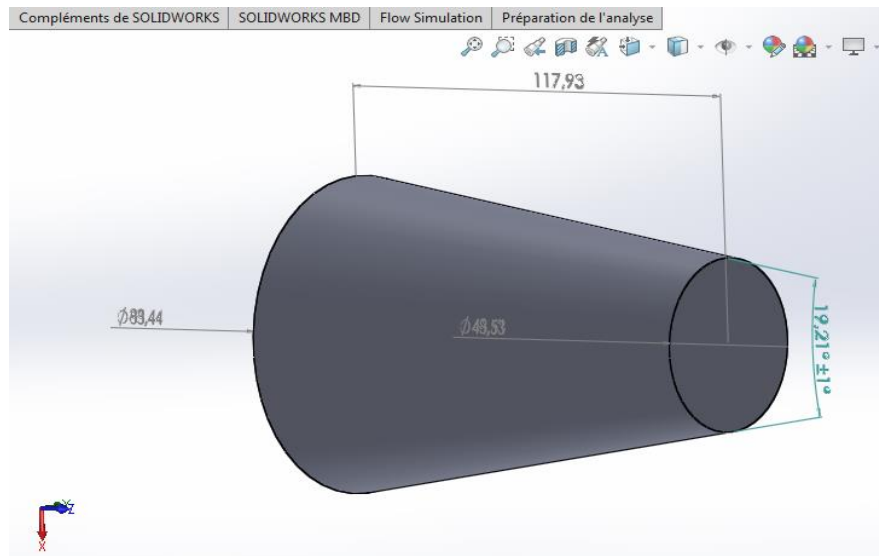 Compléments de SOLIDWORKS SOLIDWORKS MBD Flow Simulation Préparation de l'analyse
117,93
Ø83,44
Ø48,53
19,21° ±1°
Y
Z
X